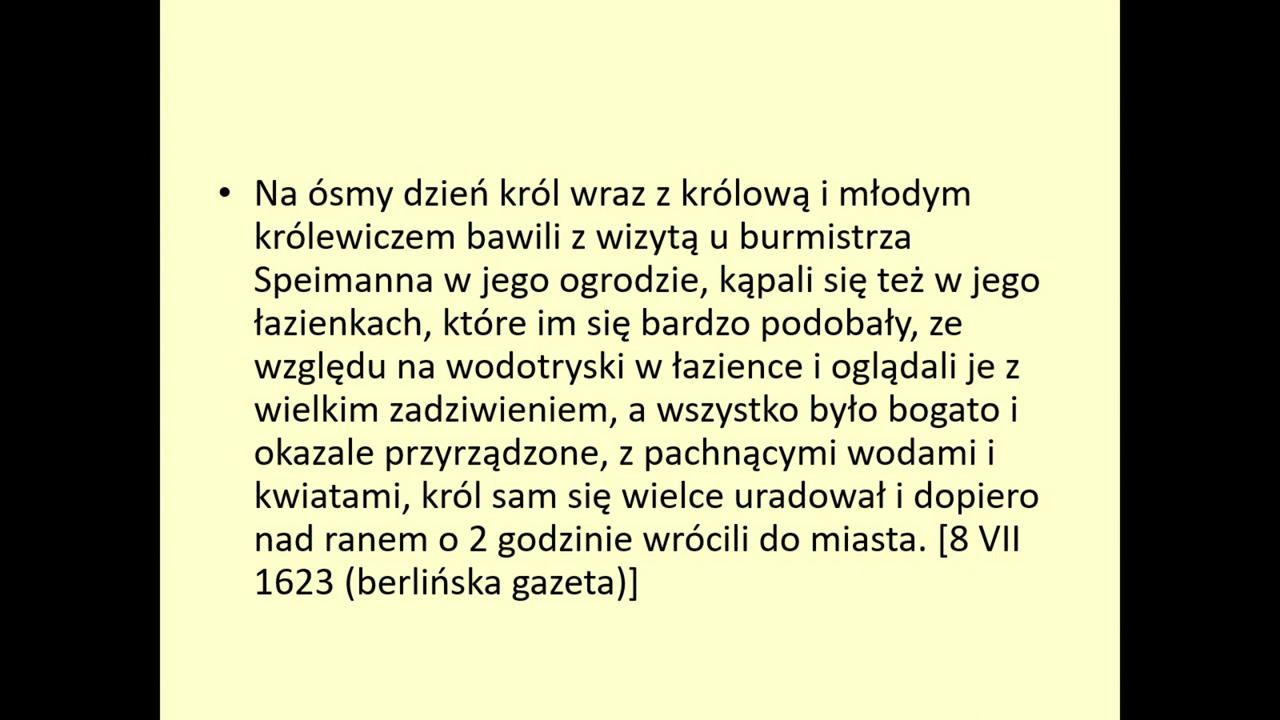 • Na ósmy dzień król wraz z królową i młodym
królewiczem bawili z wizytą u burmistrza
Speimanna w jego ogrodzie, kąpali się też w jego
łazienkach, które im się bardzo podobały, ze
względu na wodotryski w łazience i oglądali je z
wielkim zadziwieniem, a wszystko było bogato i
okazale przyrządzone, z pachnącymi wodami i
kwiatami, król sam się wielce uradował i dopiero
nad ranem o 2 godzinie wrócili do miasta. [8 VII
1623 (berlińska gazeta)]